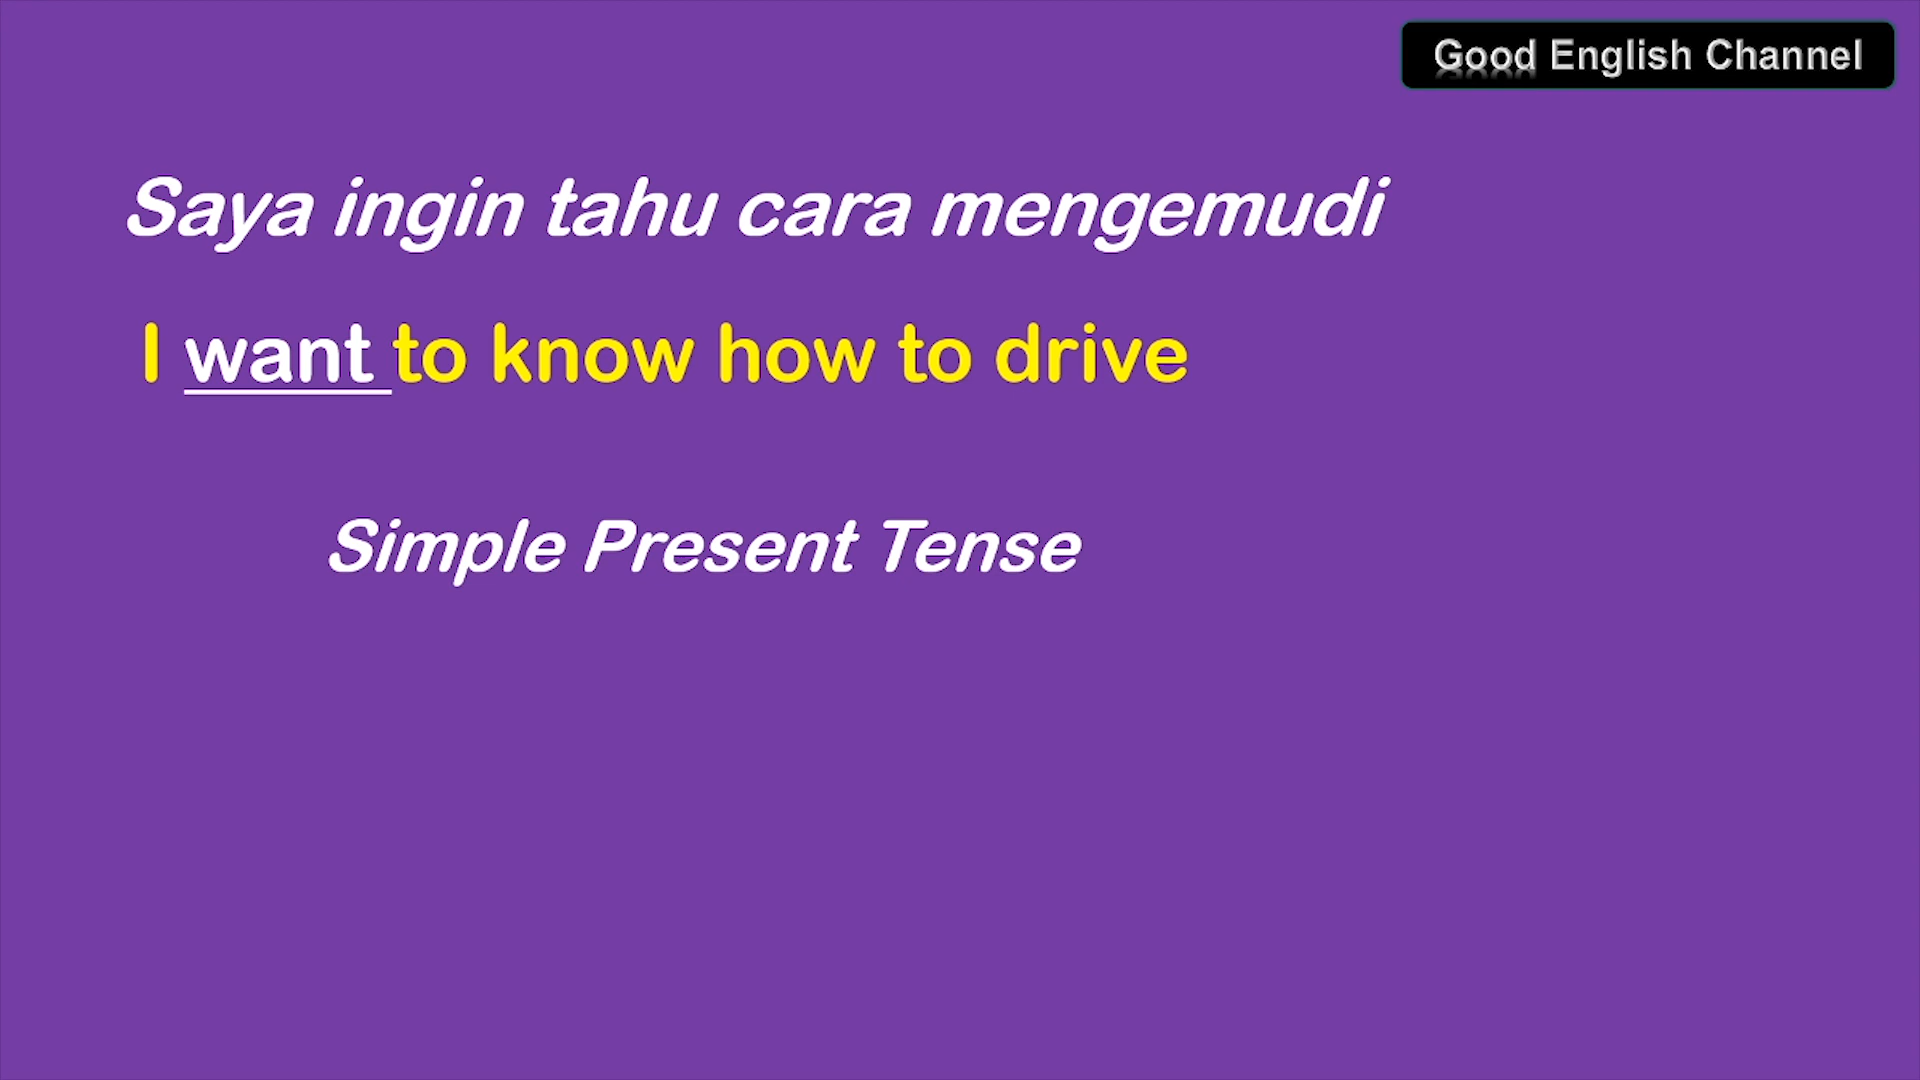 Good English Channel
Saya ingin tahu cara mengemudi
I want to know how to drive
Simple Present Tense